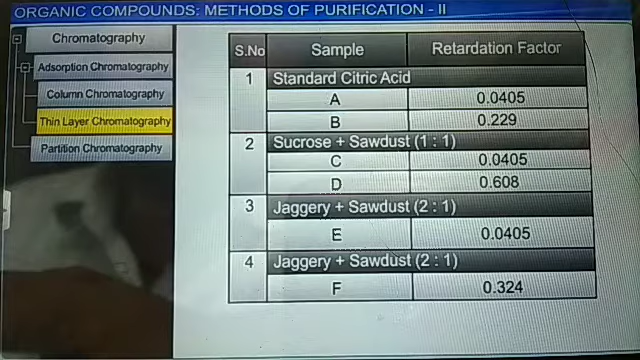 ORGANIC COMPOUNDS: METHODS OF PURIFICATION - II
Chromatography
Adsorption Chromatography
Column Chromatography
Thin Layer Chromatography
Partition Chromatography
S.No Sample Retardation Factor
1 Standard Citric Acid
A 0.0405
B 0.229
2 Sucrose + Sawdust (1 : 1)
C 0.0405
D 0.608
3 Jaggery + Sawdust (2 : 1)
E 0.0405
4 Jaggery + Sawdust (2 : 1)
F 0.324